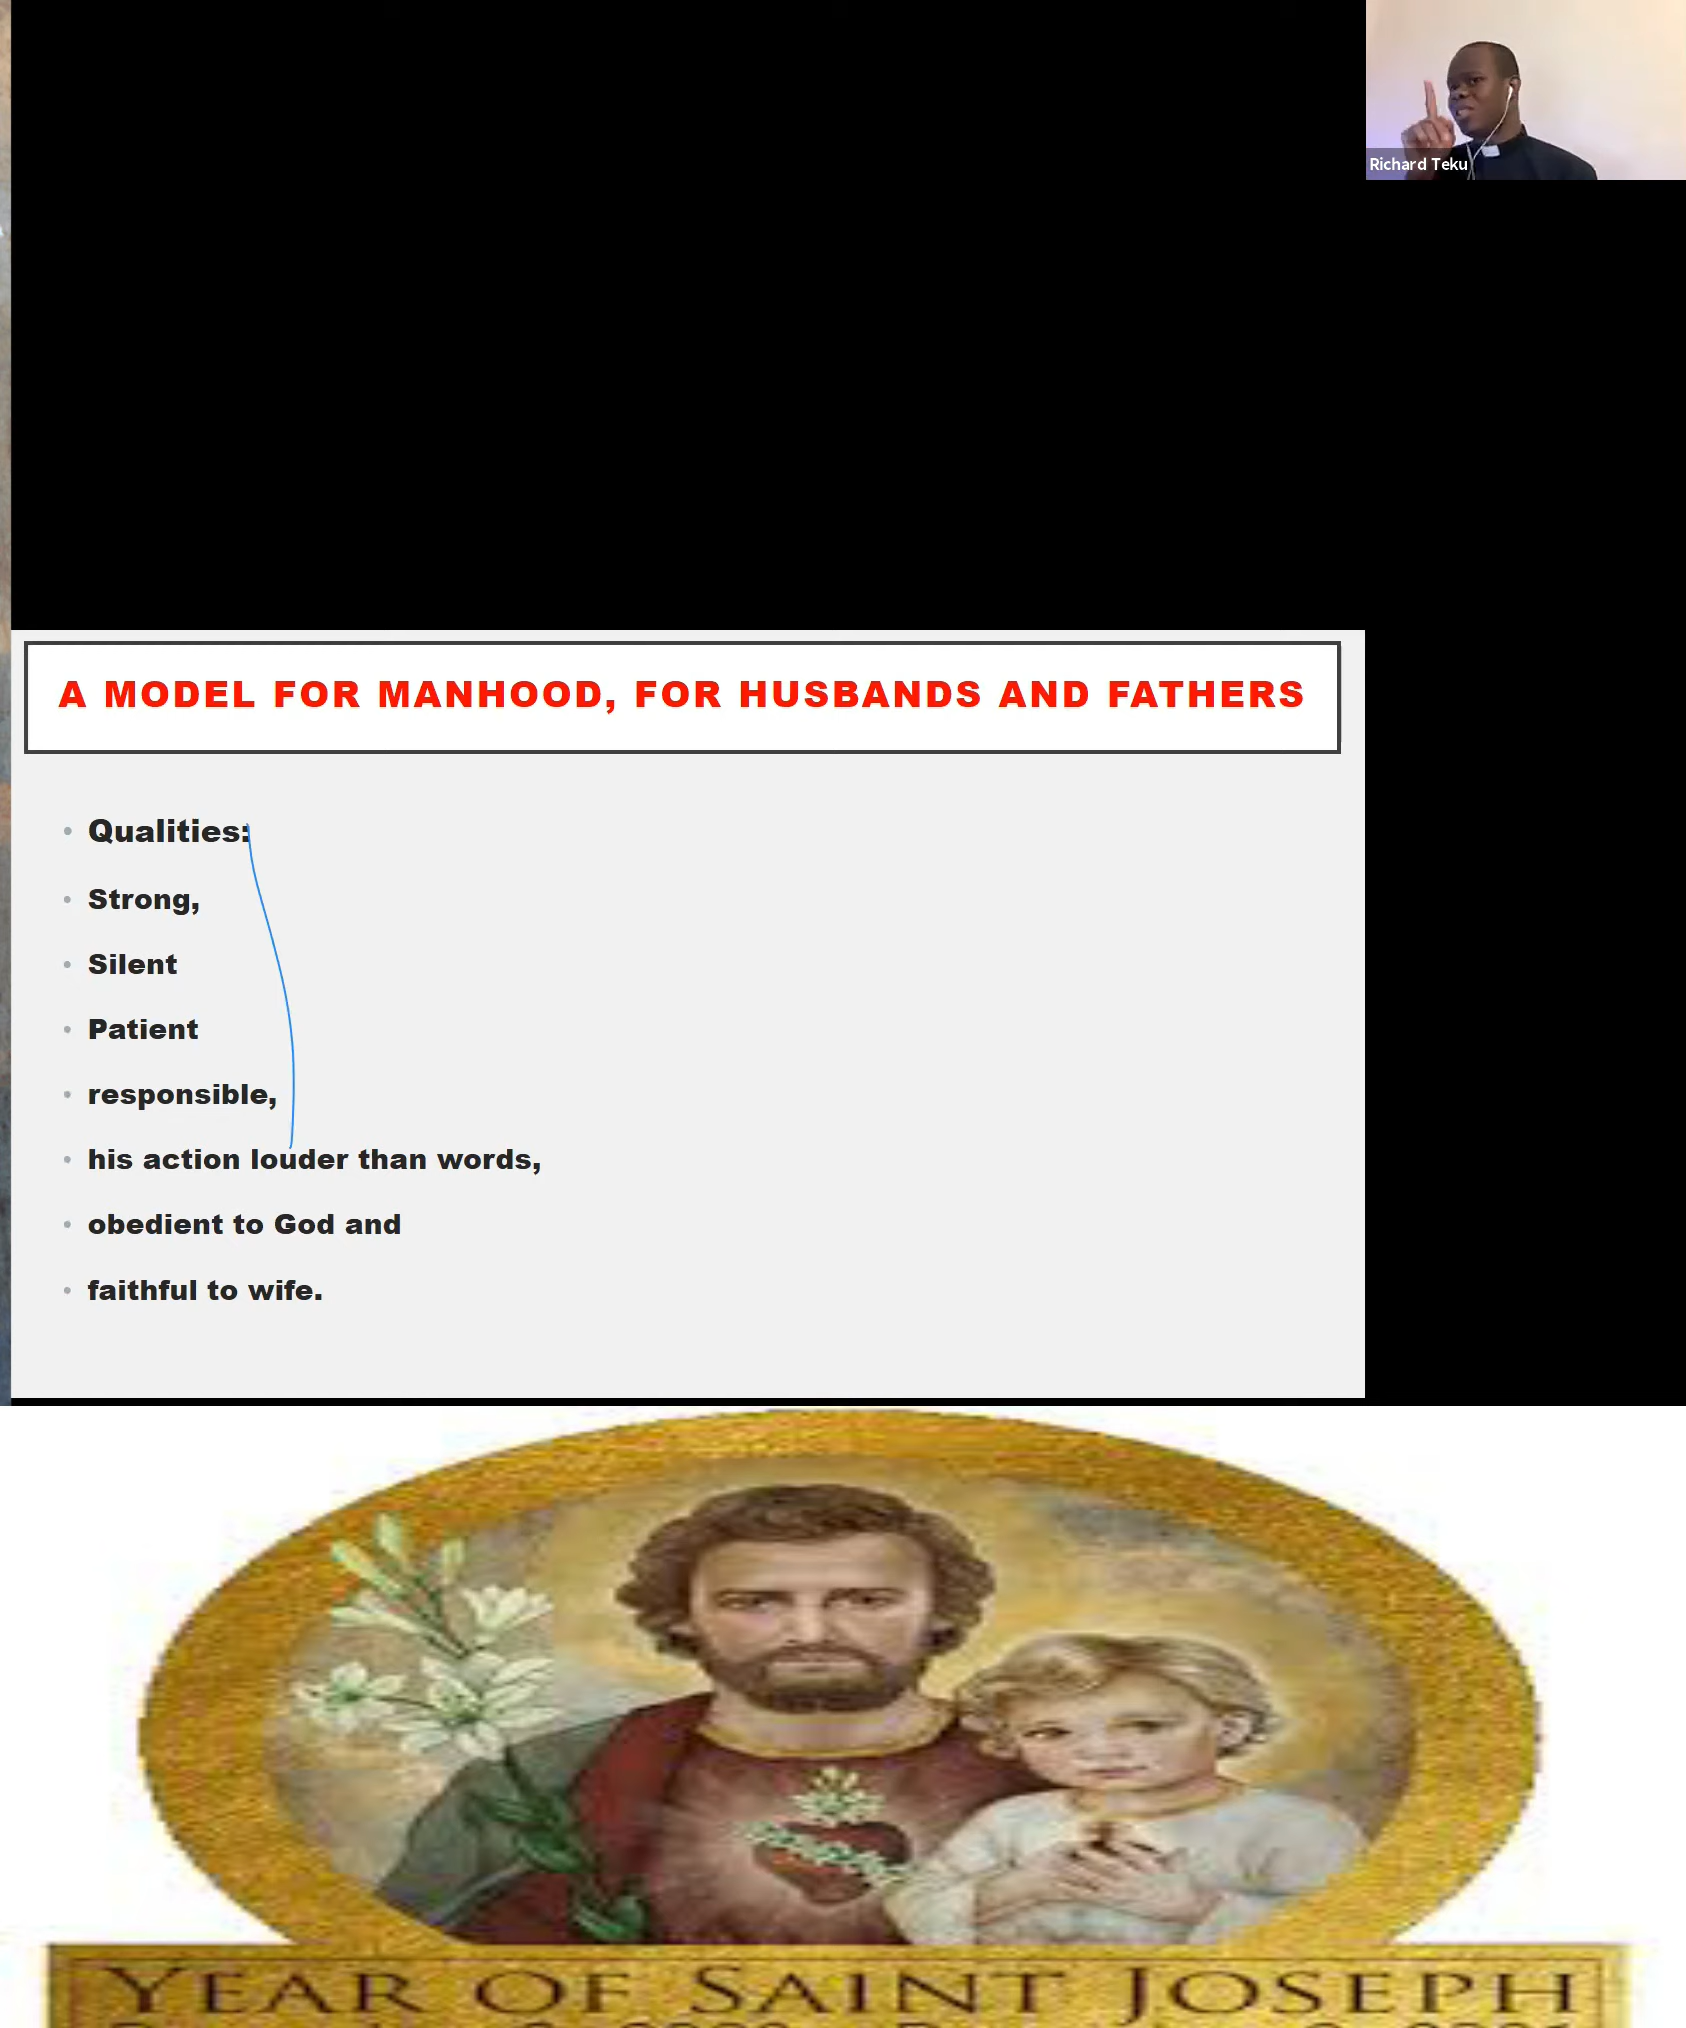 Richard Teku
A MODEL FOR MANHOOD, FOR HUSBANDS AND FATHERS
Qualities:
Strong,
Silent
Patient
responsible,
his action louder than words,
obedient to God and
faithful to wife.
YEAR OF SAINT JOSEPH